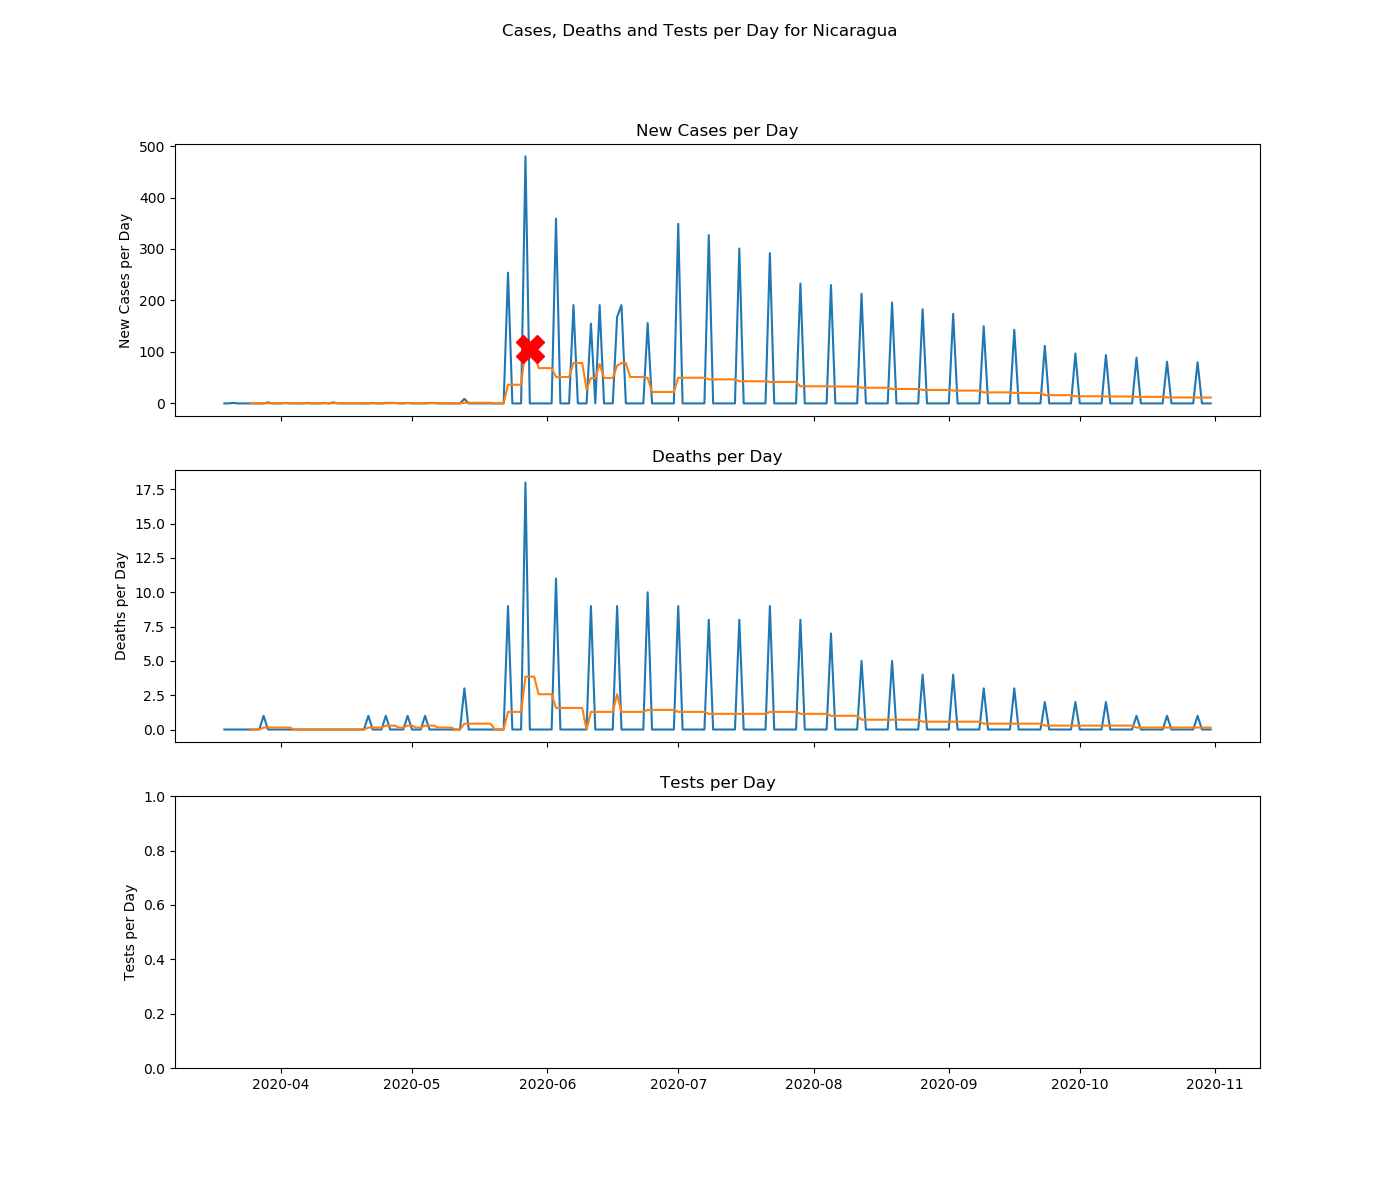 Cases, Deaths and Tests per Day for Nicaragua
New Cases per Day
New Cases per Day
500
400
300
200
100
0
Deaths per Day
Deaths per Day
17.5
15.0
12.5
10.0
7.5
5.0
2.5
0.0
Tests per Day
Tests per Day
1.0
0.8
0.6
0.4
0.2
0.0
2020-04 2020-05 2020-06 2020-07 2020-08 2020-09 2020-10 2020-11